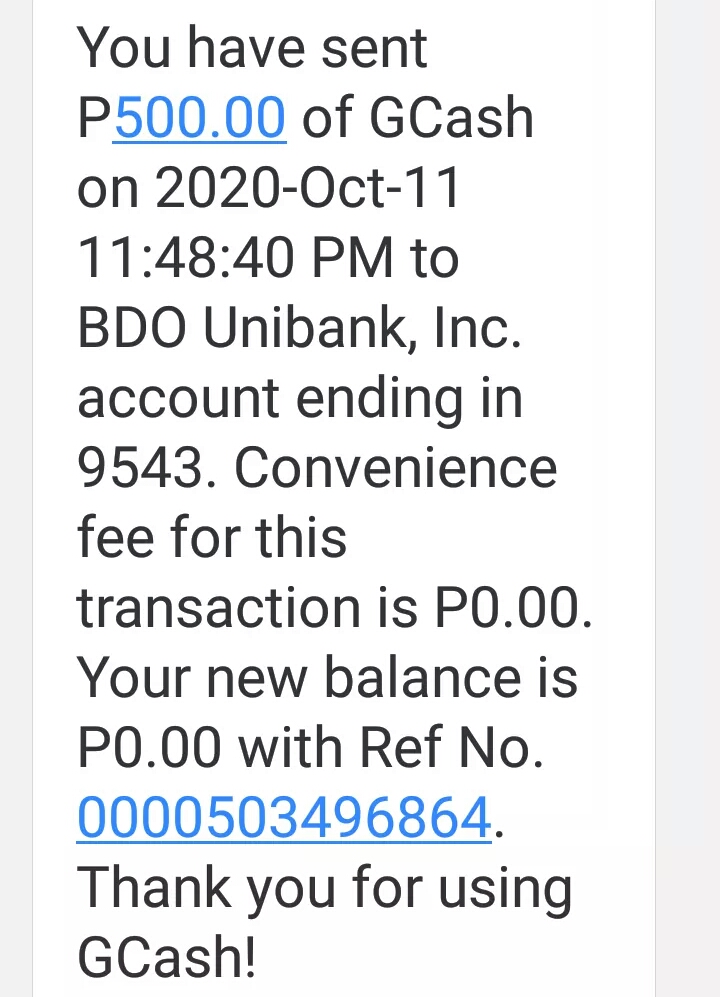 You have sent
P500.00 of GCash
on 2020-Oct-11
11:48:40 PM to
BDO Unibank, Inc.
account ending in
9543. Convenience
fee for this
transaction is P0.00.
Your new balance is
P0.00 with Ref No.
0000503496864.
Thank you for using
GCash!